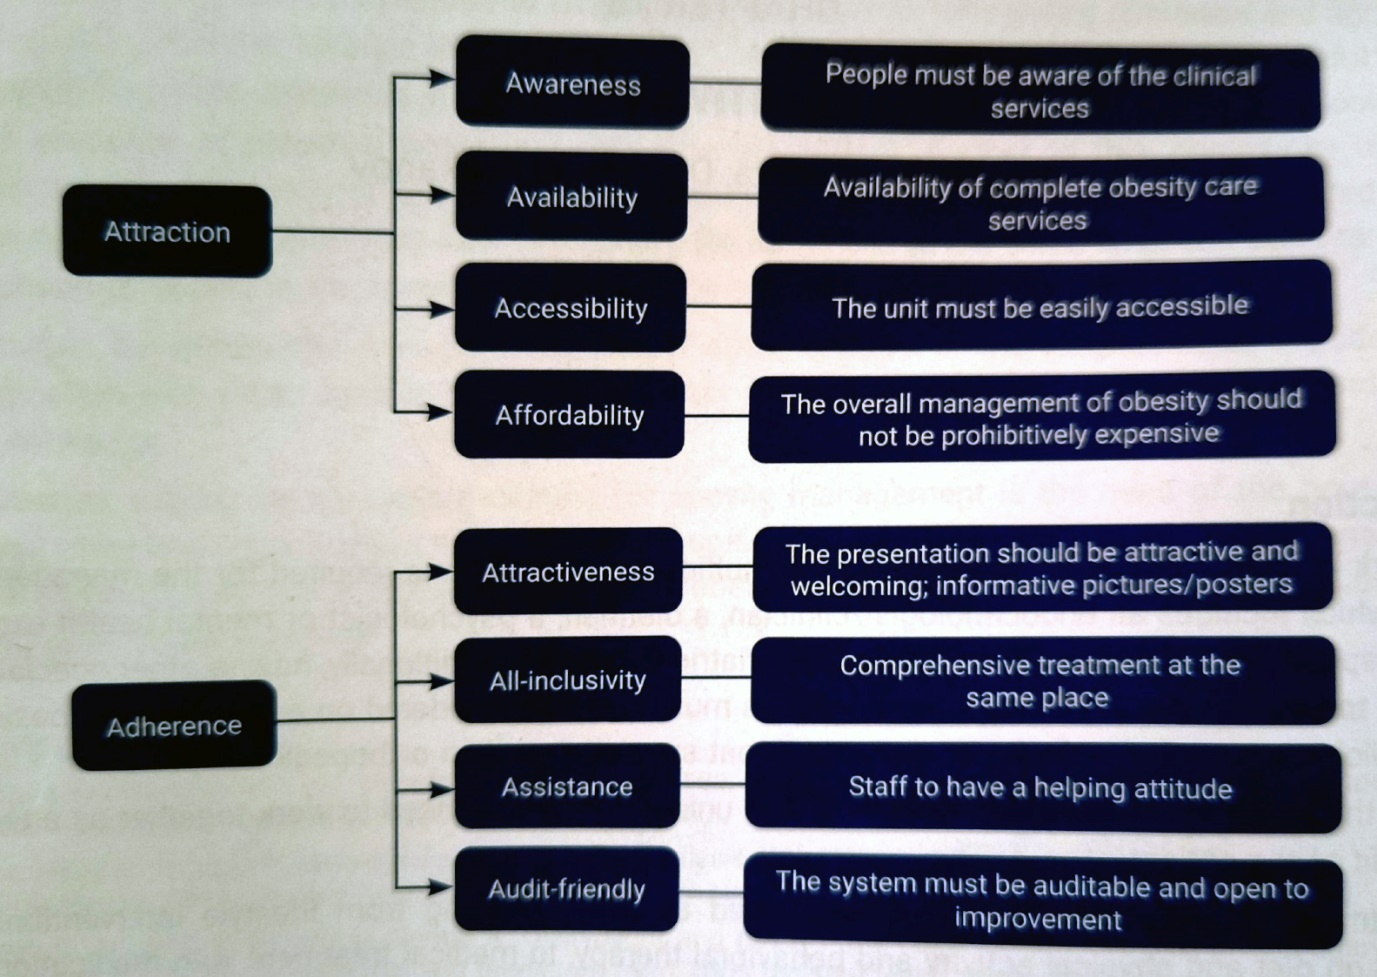 Attraction
Awareness
People must be aware of the clinical
services
Availability
Availability of complete obesity care
services
Accessibility
The unit must be easily accessible
Affordability
The overall management of obesity should
not be prohibitively expensive
Adherence
Attractiveness
The presentation should be attractive and
welcoming; informative pictures/posters
All-inclusivity
Comprehensive treatment at the
same place
Assistance
Staff to have a helping attitude
Audit-friendly
The system must be auditable and open to
improvement